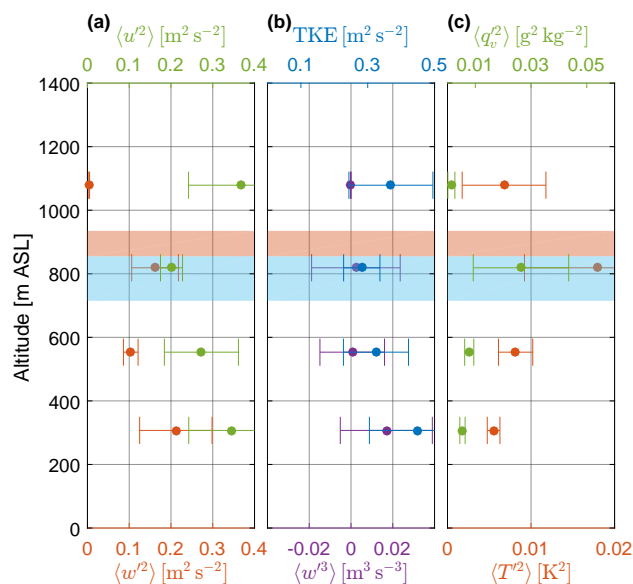 (a) (b) (c)
⟨u′²⟩ [m² s⁻²] TKE [m² s⁻²] ⟨q′ᵥ²⟩ [g² kg⁻²]
0 0.1 0.2 0.3 0.4 0.1 0.3 0.5 0.01 0.03 0.05
1400
1200
1000
800
600
400
200
0
Altitude [m ASL]
0 0.1 0.2 0.3 0.4 -0.02 0 0.02 0 0.01 0.02
⟨w′²⟩ [m² s⁻²] ⟨w′³⟩ [m³ s⁻³] ⟨T′²⟩ [K²]